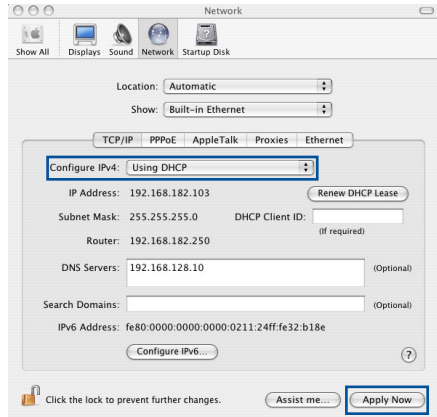 Network
Show All Displays Sound Network Startup Disk
Location: Automatic
Show: Built-in Ethernet
TCP/IP PPPoE AppleTalk Proxies Ethernet
Configure IPv4: Using DHCP
IP Address: 192.168.182.103 Renew DHCP Lease
Subnet Mask: 255.255.255.0 DHCP Client ID:
(If required)
Router: 192.168.182.250
DNS Servers: 192.168.128.10 (Optional)
Search Domains: (Optional)
IPv6 Address: fe80:0000:0000:0000:0211:24ff:fe32:b18e
Configure IPv6... ?
Click the lock to prevent further changes. Assist me... Apply Now